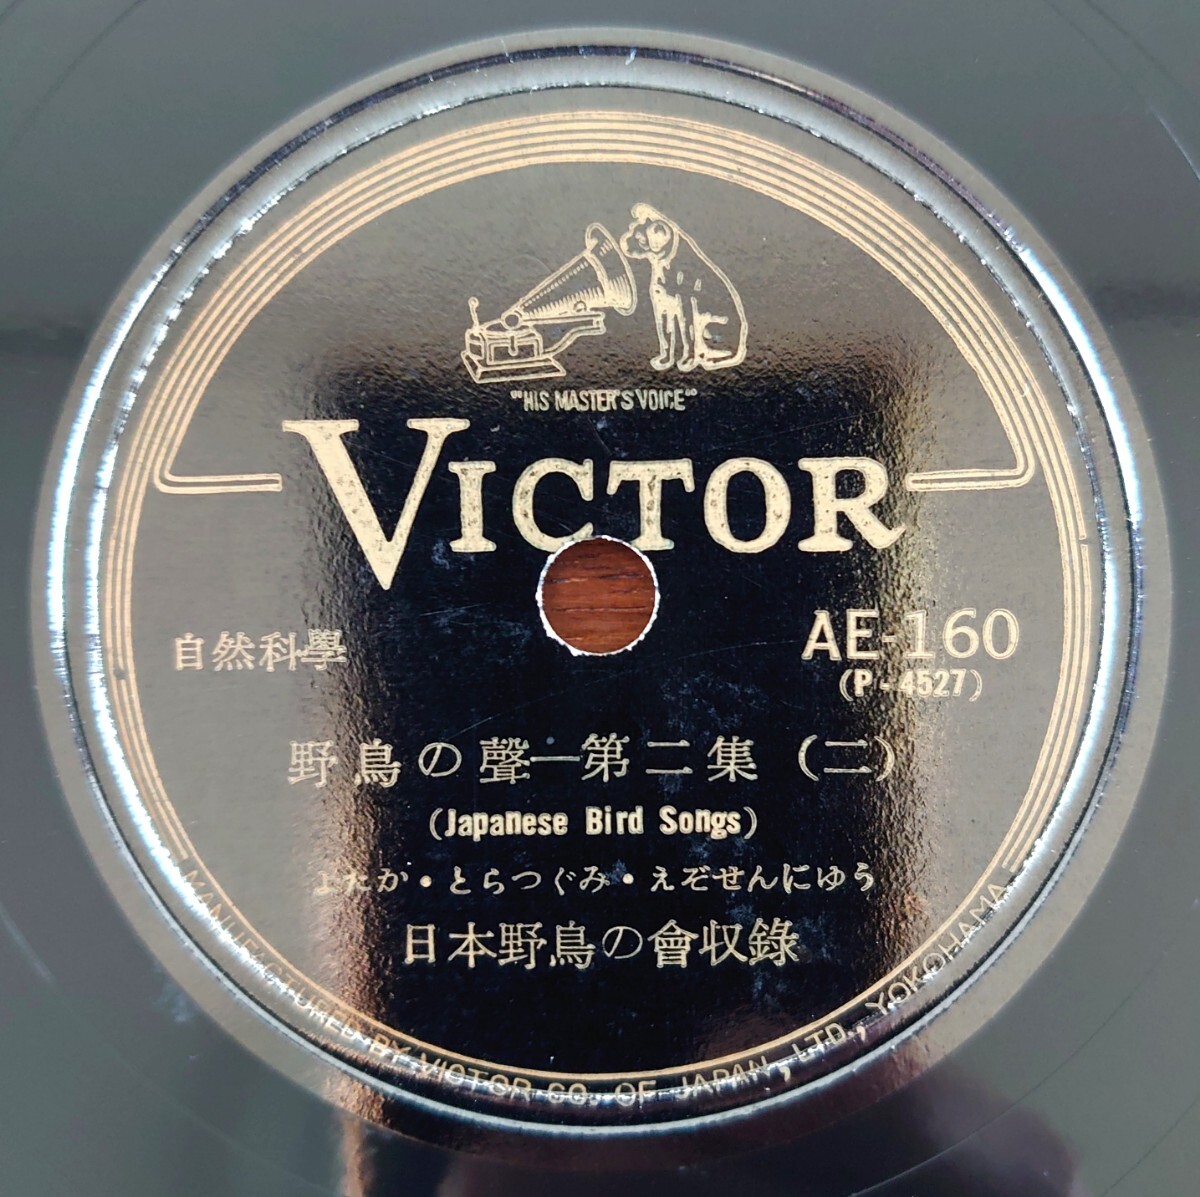 "HIS MASTER'S VOICE"
VICTOR
自然科學
AE-160
(P-4527)
野鳥の聲—第二集(二)
(Japanese Bird Songs)
よたか・とらつぐみ・えぞせんにゆう
日本野鳥の會収錄
MANUFACTURED BY VICTOR CO. OF JAPAN, LTD., YOKOHAMA